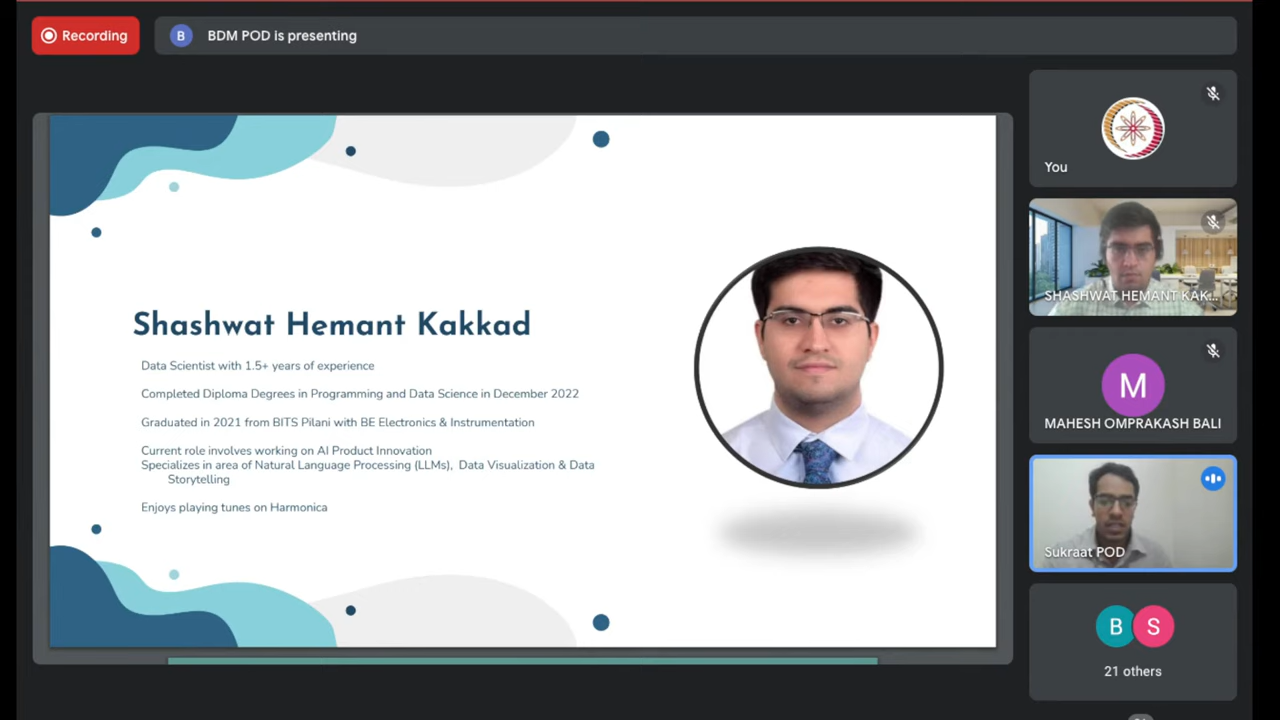 Recording
B
BDM POD is presenting
You
Shashwat Hemant Kakkad
Data Scientist with 1.5+ years of experience
Completed Diploma Degrees in Programming and Data Science in December 2022
Graduated in 2021 from BITS Pilani with BE Electronics & Instrumentation
Current role involves working on AI Product Innovation
Specializes in area of Natural Language Processing (LLMs), Data Visualization & Data
Storytelling
Enjoys playing tunes on Harmonica
SHASHWAT HEMANT KAK...
M
MAHESH OMPRAKASH BALI
Sukraat POD
B
S
21 others